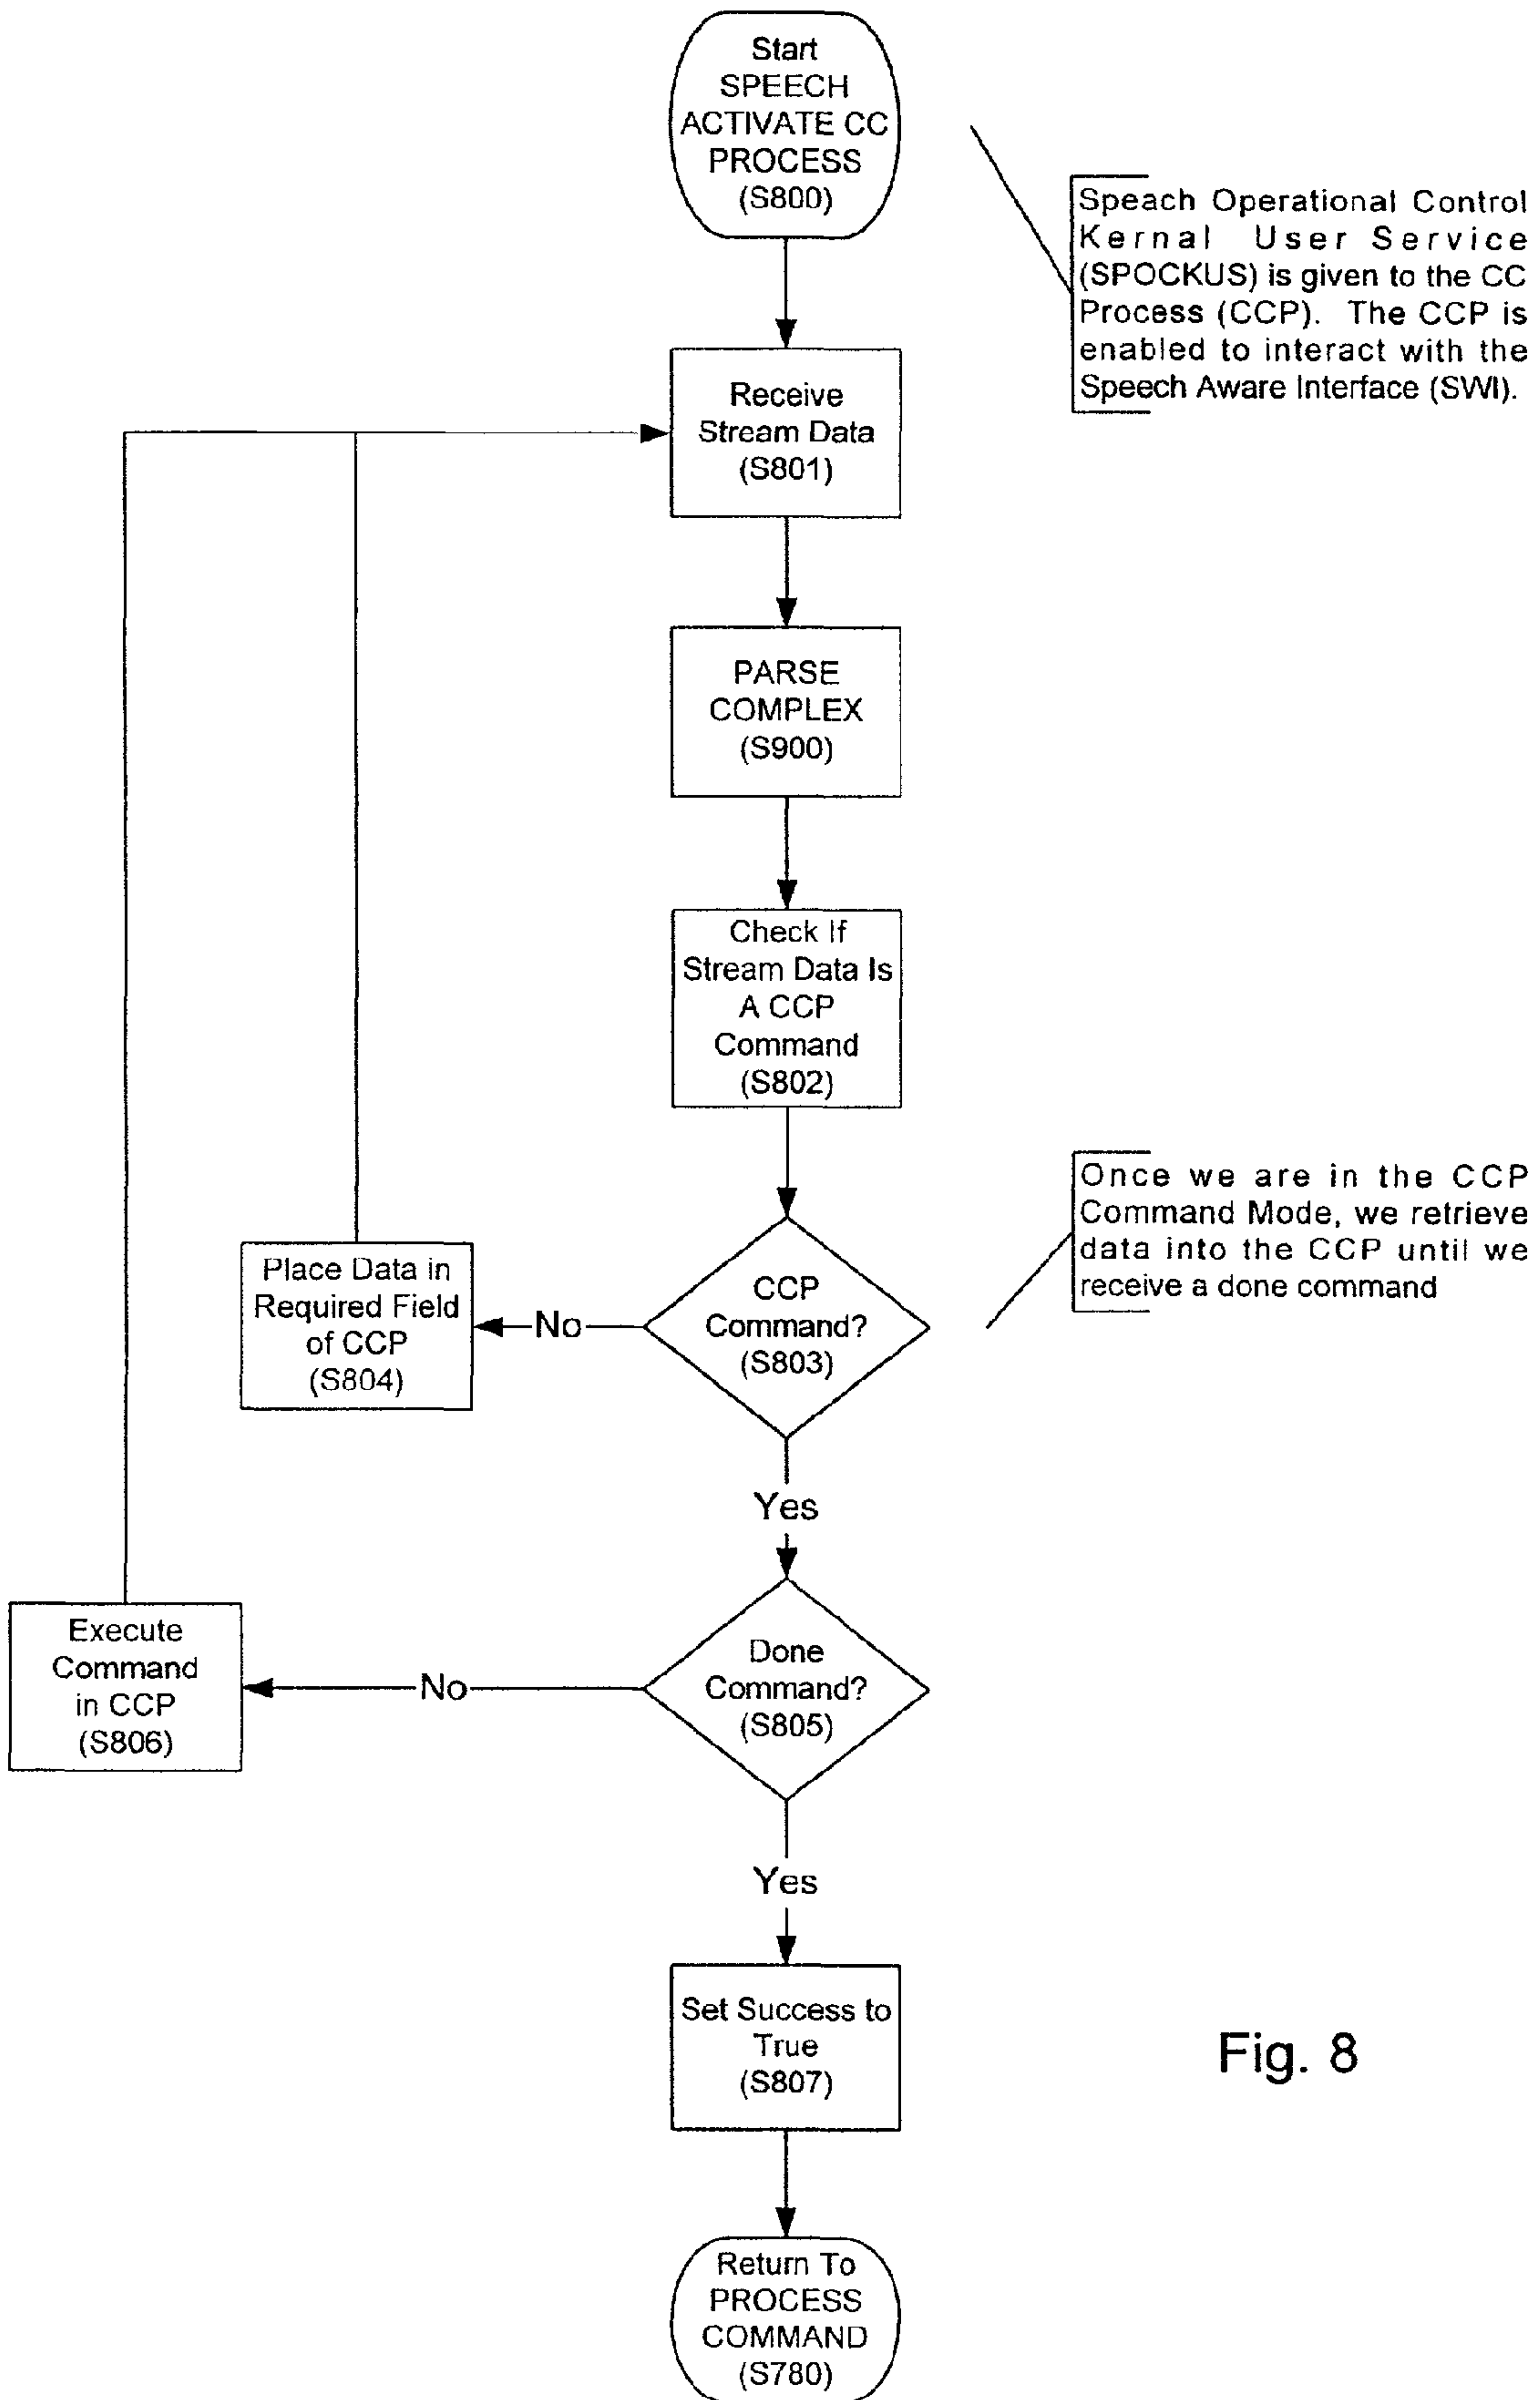 Start
SPEECH
ACTIVATE CC
PROCESS
(S800)
Speach Operational Control
Kernal User Service
(SPOCKUS) is given to the CC
Process (CCP). The CCP is
enabled to interact with the
Speech Aware Interface (SWI).
Receive
Stream Data
(S801)
PARSE
COMPLEX
(S900)
Check If
Stream Data Is
A CCP
Command
(S802)
Once we are in the CCP
Command Mode, we retrieve
data into the CCP until we
receive a done command
CCP
Command?
(S803)
No
Place Data in
Required Field
of CCP
(S804)
Yes
Done
Command?
(S805)
No
Execute
Command
in CCP
(S806)
Yes
Set Success to
True
(S807)
Fig. 8
Return To
PROCESS
COMMAND
(S780)